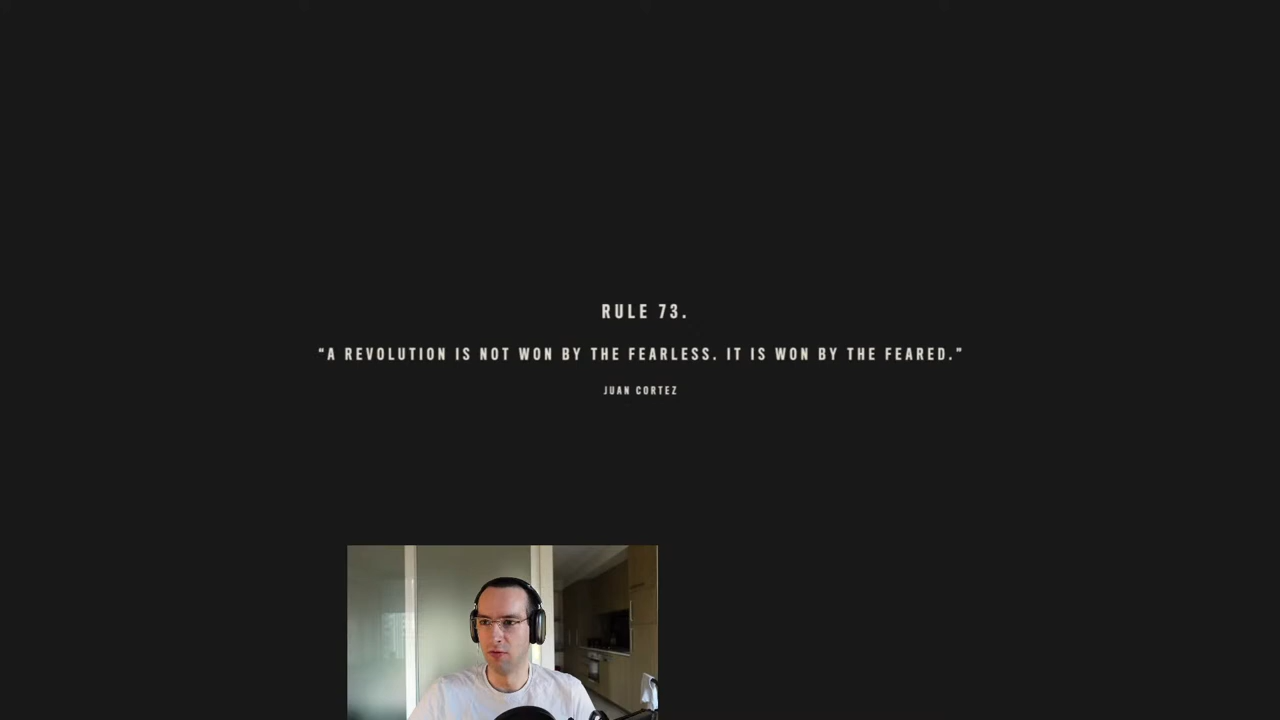 RULE 73.
“A REVOLUTION IS NOT WON BY THE FEARLESS. IT IS WON BY THE FEARED.”
JUAN CORTEZ